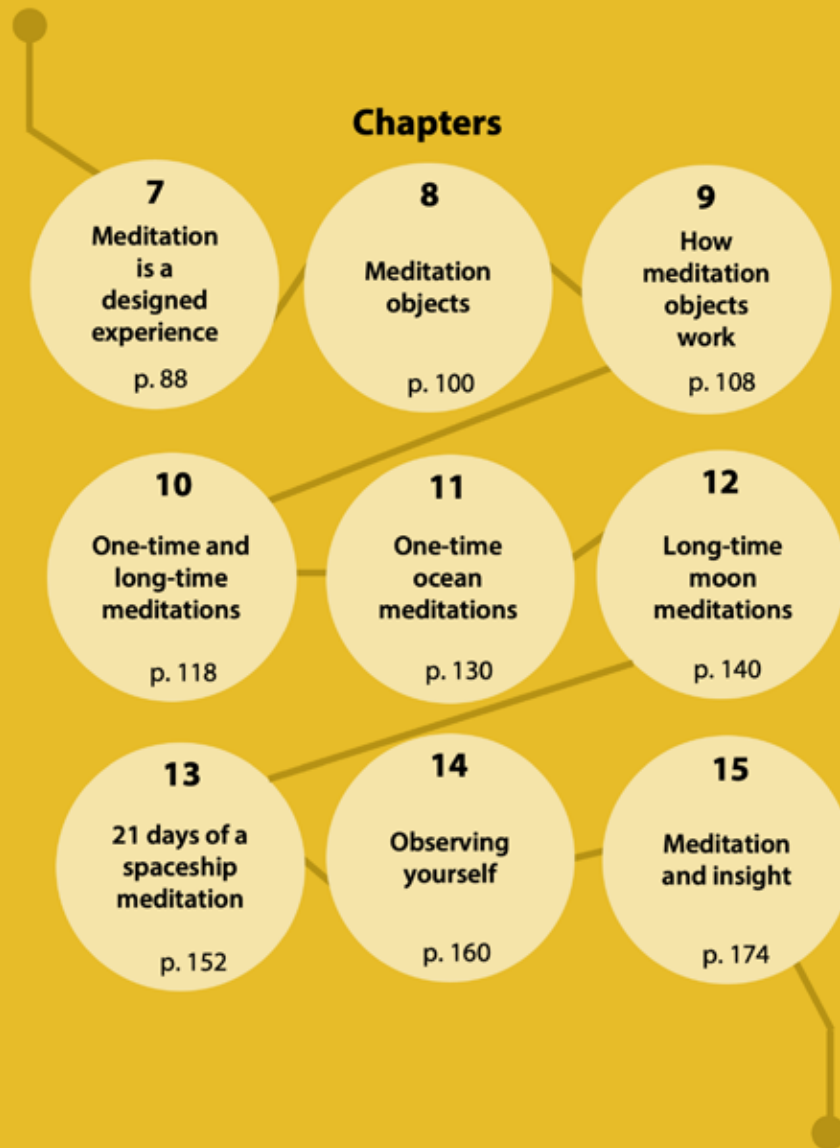 Chapters
7
Meditation
is a
designed
experience
p. 88
8
Meditation
objects
p. 100
9
How
meditation
objects
work
p. 108
10
One-time and
long-time
meditations
p. 118
11
One-time
ocean
meditations
p. 130
12
Long-time
moon
meditations
p. 140
13
21 days of a
spaceship
meditation
p. 152
14
Observing
yourself
p. 160
15
Meditation
and insight
p. 174